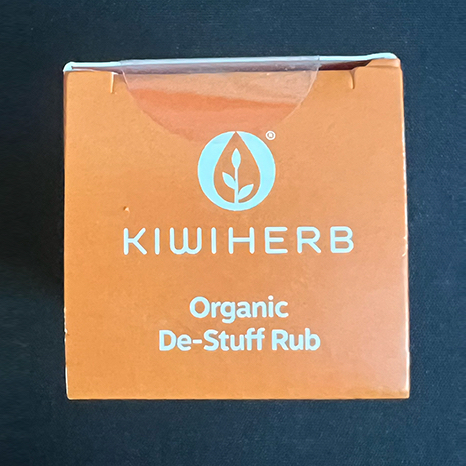 ®
KIWIHERB
Organic
De-Stuff Rub